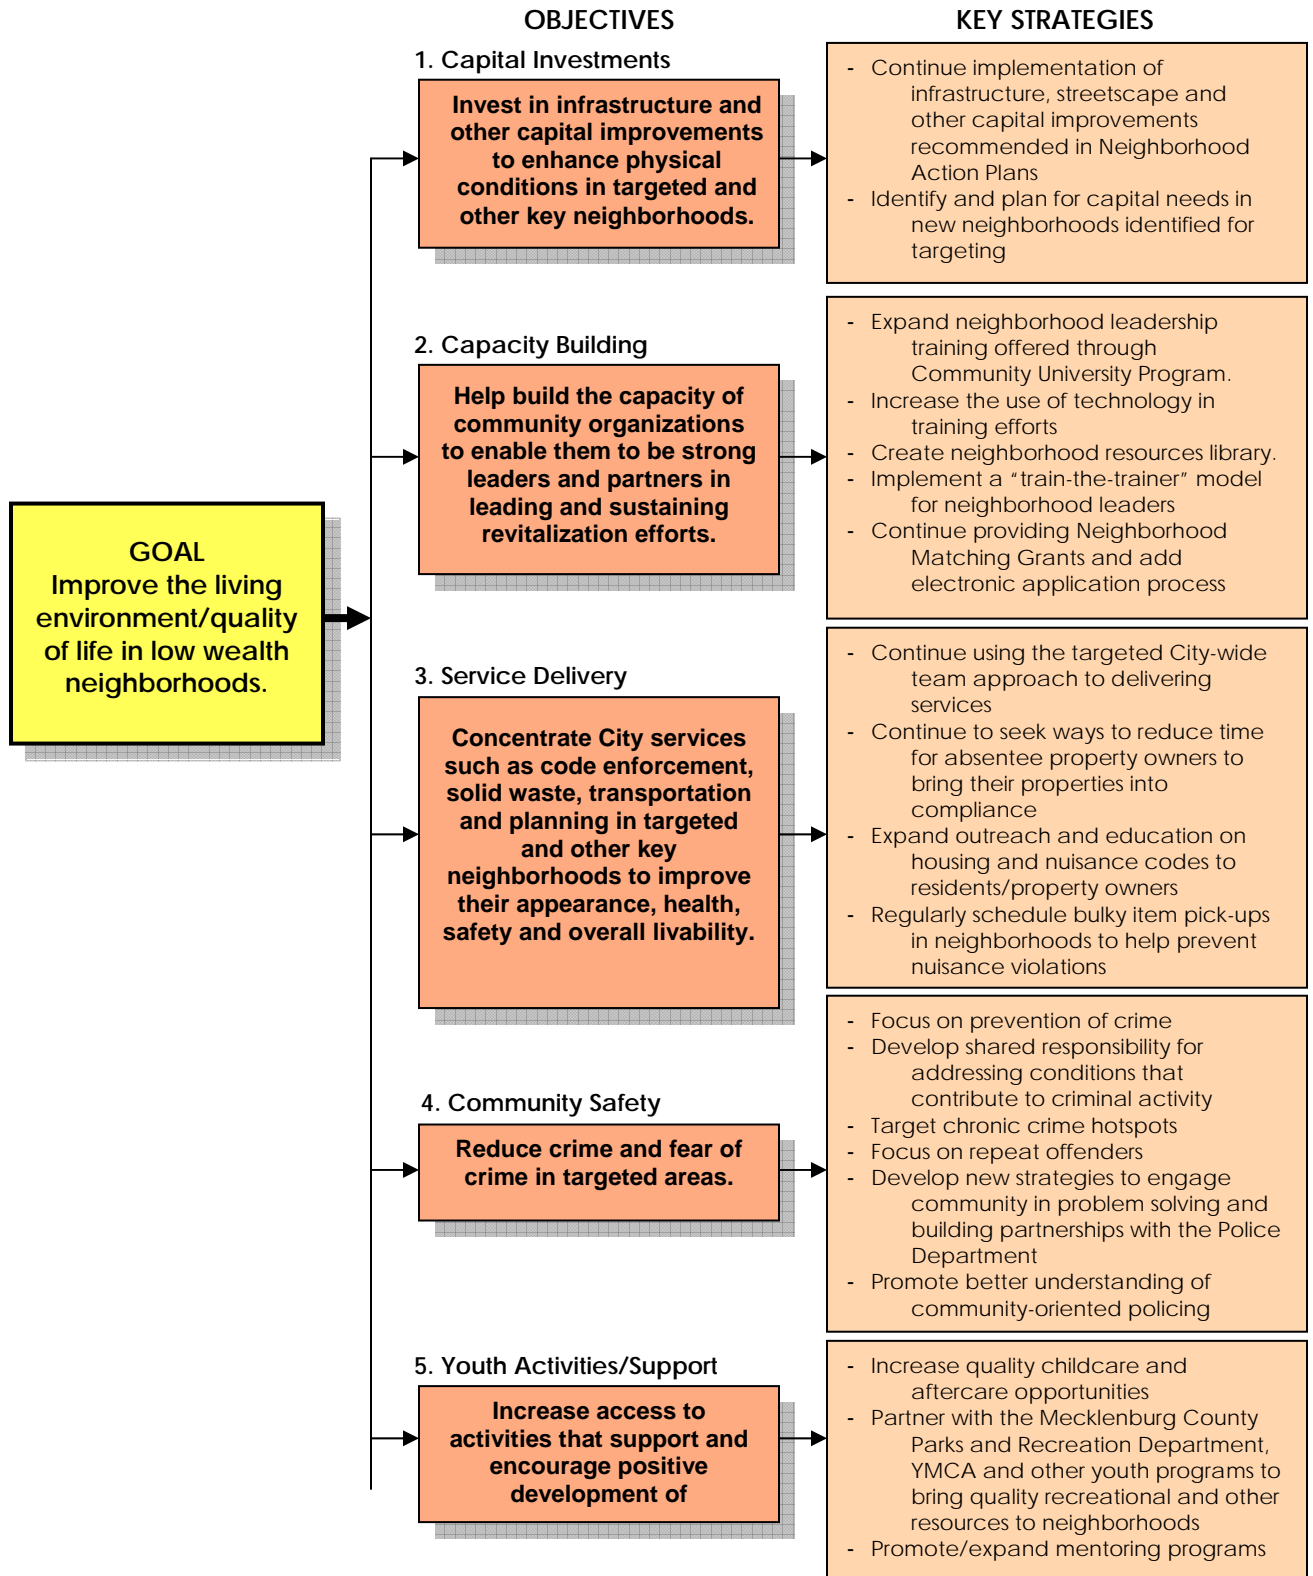 OBJECTIVES
KEY STRATEGIES
GOAL
Improve the living
environment/quality
of life in low wealth
neighborhoods.
1. Capital Investments
Invest in infrastructure and
other capital improvements
to enhance physical
conditions in targeted and
other key neighborhoods.
- Continue implementation of
infrastructure, streetscape and
other capital improvements
recommended in Neighborhood
Action Plans
- Identify and plan for capital needs in
new neighborhoods identified for
targeting
2. Capacity Building
Help build the capacity of
community organizations
to enable them to be strong
leaders and partners in
leading and sustaining
revitalization efforts.
- Expand neighborhood leadership
training offered through
Community University Program.
- Increase the use of technology in
training efforts
- Create neighborhood resources library.
- Implement a “train-the-trainer” model
for neighborhood leaders
- Continue providing Neighborhood
Matching Grants and add
electronic application process
3. Service Delivery
Concentrate City services
such as code enforcement,
solid waste, transportation
and planning in targeted
and other key
neighborhoods to improve
their appearance, health,
safety and overall livability.
- Continue using the targeted City-wide
team approach to delivering
services
- Continue to seek ways to reduce time
for absentee property owners to
bring their properties into
compliance
- Expand outreach and education on
housing and nuisance codes to
residents/property owners
- Regularly schedule bulky item pick-ups
in neighborhoods to help prevent
nuisance violations
4. Community Safety
Reduce crime and fear of
crime in targeted areas.
- Focus on prevention of crime
- Develop shared responsibility for
addressing conditions that
contribute to criminal activity
- Target chronic crime hotspots
- Focus on repeat offenders
- Develop new strategies to engage
community in problem solving and
building partnerships with the Police
Department
- Promote better understanding of
community-oriented policing
5. Youth Activities/Support
Increase access to
activities that support and
encourage positive
development of
- Increase quality childcare and
aftercare opportunities
- Partner with the Mecklenburg County
Parks and Recreation Department,
YMCA and other youth programs to
bring quality recreational and other
resources to neighborhoods
- Promote/expand mentoring programs